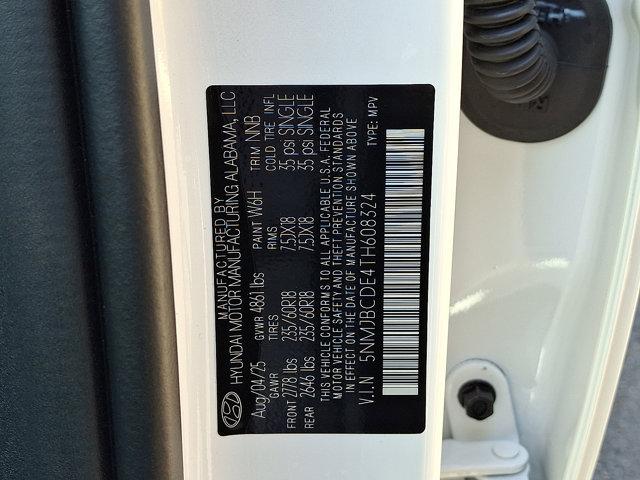 MANUFACTURED BY
HYUNDAI MOTOR MANUFACTURING ALABAMA, LLC
Aug/04/25 GVWR 4861 lbs PAINT W6H TRIM NNB
GAWR TIRES RIMS COLD TIRE INFL
FRONT 2778 lbs 235/60R18 7.5JX18 35 psi SINGLE
REAR 2646 lbs 235/60R18 7.5JX18 35 psi SINGLE
THIS VEHICLE CONFORMS TO ALL APPLICABLE U.S.A. FEDERAL
MOTOR VEHICLE SAFETY AND THEFT PREVENTION STANDARDS
IN EFFECT ON THE DATE OF MANUFACTURE SHOWN ABOVE
V.I.N 5NMJBCDE4TH608324 TYPE: MPV